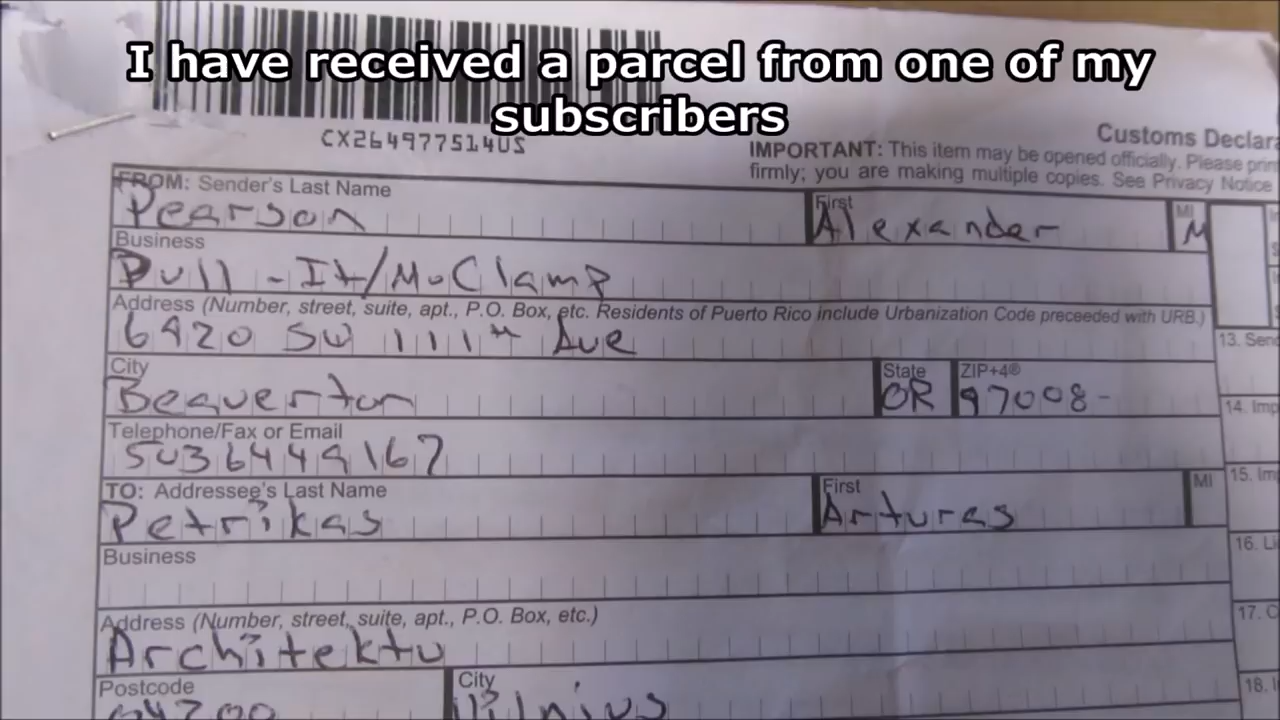 I have received a parcel from one of my
subscribers
CX264977514US
Customs Declara
IMPORTANT: This item may be opened officially. Please print
firmly; you are making multiple copies. See Privacy Notice
FROM: Sender's Last Name First MI
Pearson Alexander M
Business
Pull-It/MoClamp
Address (Number, street, suite, apt., P.O. Box, etc. Residents of Puerto Rico include Urbanization Code preceeded with URB.)
6420 SW 111th Ave
13. Send
City State ZIP+4®
Beaverton OR 97008-
14. Imp
Telephone/Fax or Email
5036449167
15. Im
TO: Addressee's Last Name First MI
Petrikas Arturas
16. Li
Business
17. C
Address (Number, street, suite, apt., P.O. Box, etc.)
Architektu
18. I
Postcode City
04200 Vilnius